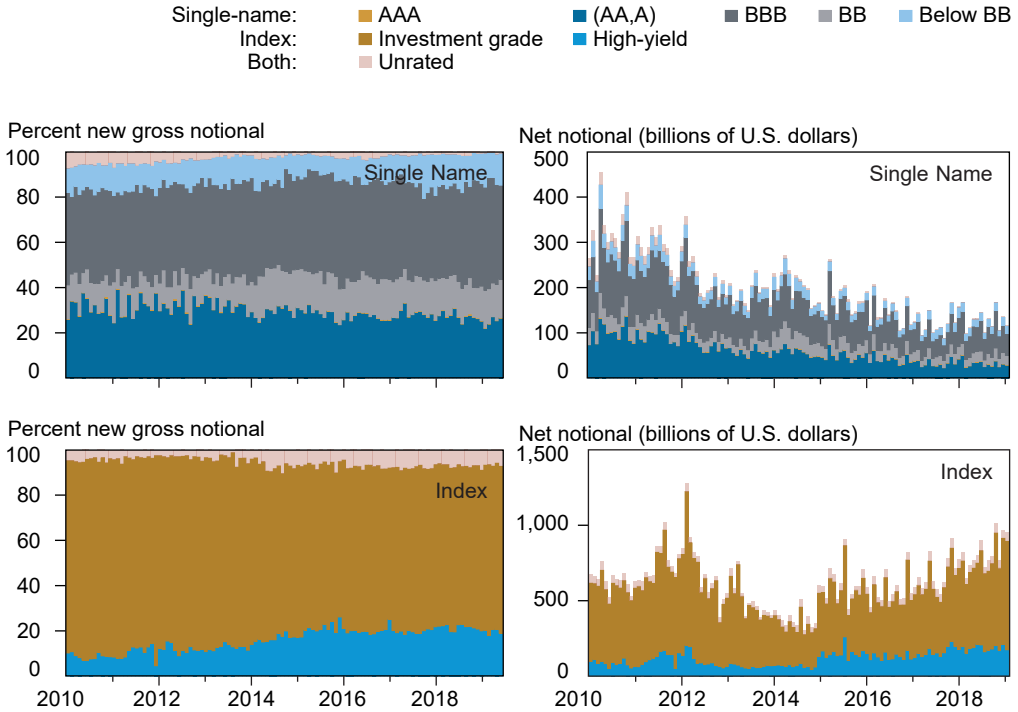 Single-name: AAA (AA,A) BBB BB Below BB
Index: Investment grade High-yield
Both: Unrated
Percent new gross notional
Net notional (billions of U.S. dollars)
100
80
60
40
20
0
Single Name
500
400
300
200
100
0
Single Name
Percent new gross notional
Net notional (billions of U.S. dollars)
100
80
60
40
20
0
Index
2010 2012 2014 2016 2018
1,500
1,000
500
0
Index
2010 2012 2014 2016 2018